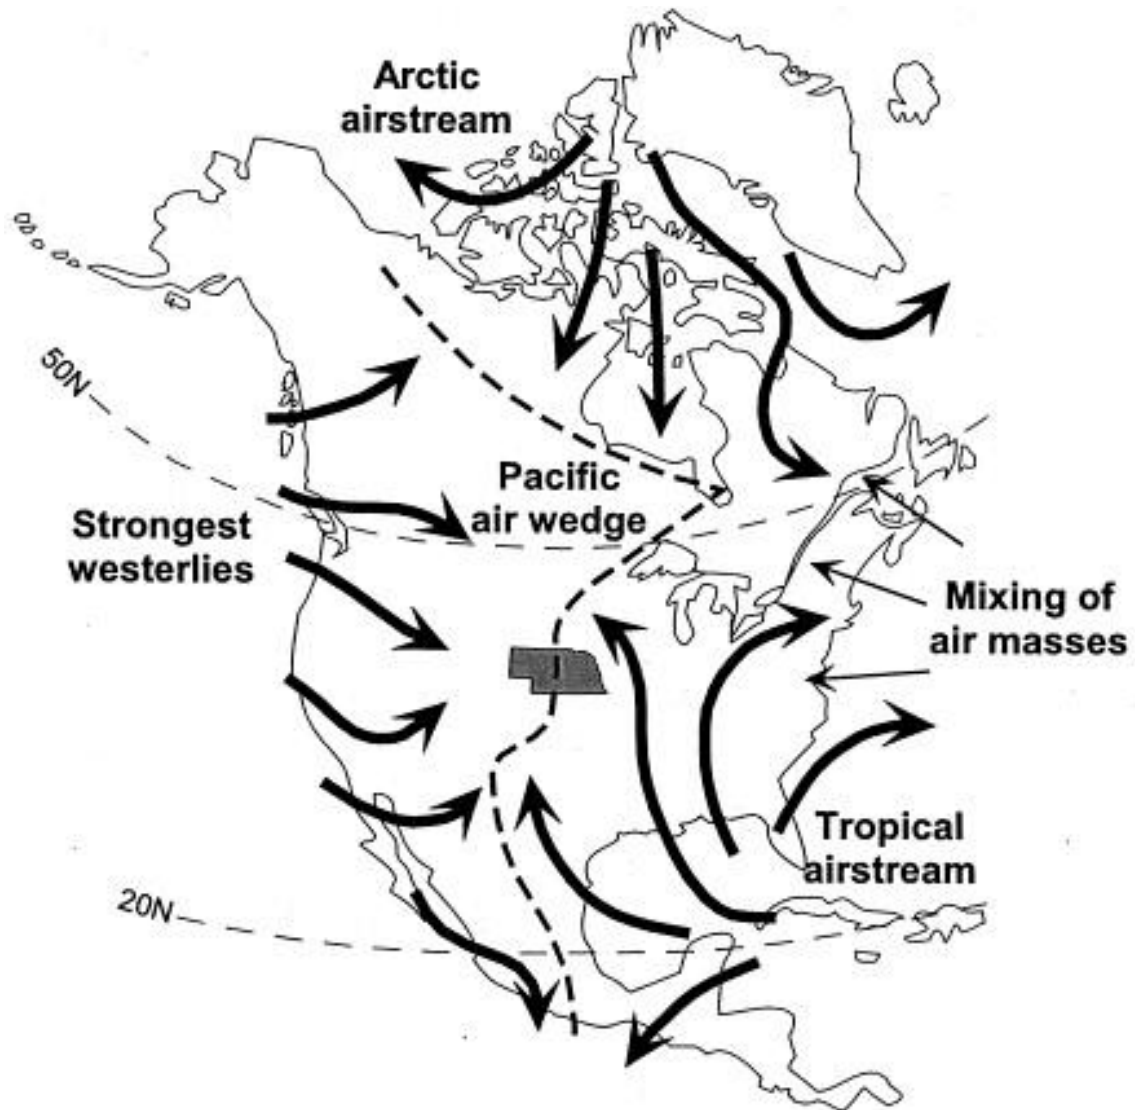 Arctic
airstream
50N
Pacific
air wedge
Strongest
westerlies
Mixing of
air masses
Tropical
airstream
20N